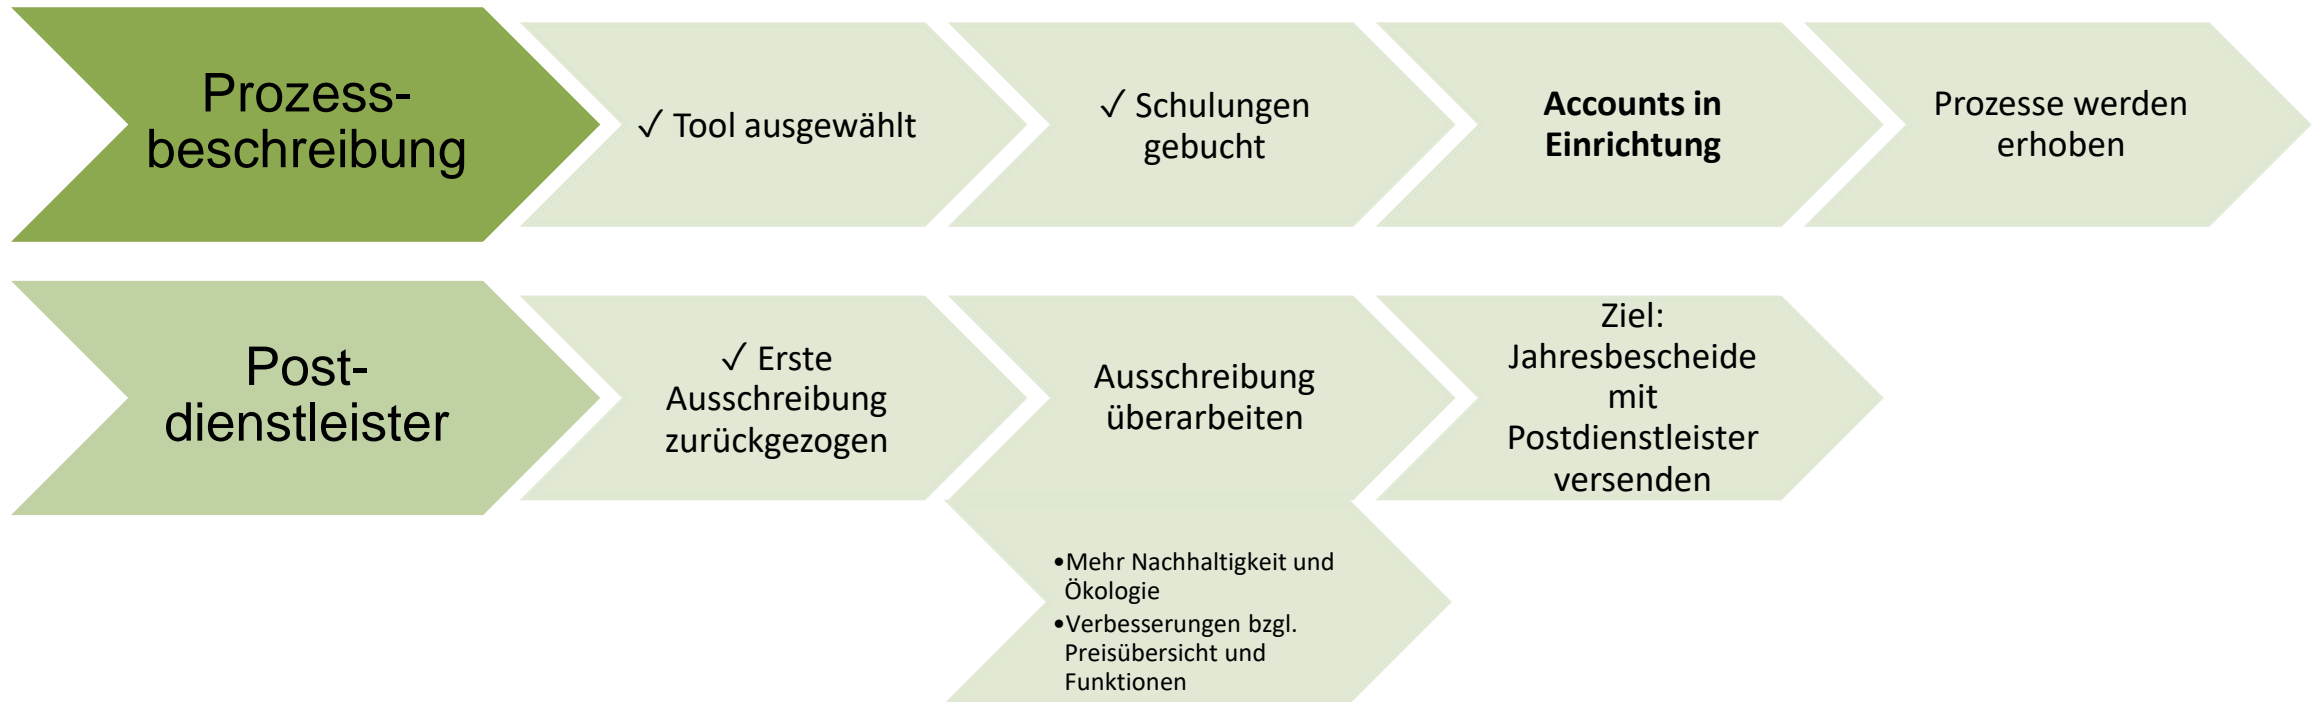 Prozess-
beschreibung
✓ Tool ausgewählt
✓ Schulungen
gebucht
Accounts in
Einrichtung
Prozesse werden
erhoben
Post-
dienstleister
✓ Erste
Ausschreibung
zurückgezogen
Ausschreibung
überarbeiten
Ziel:
Jahresbescheide
mit
Postdienstleister
versenden
•Mehr Nachhaltigkeit und
Ökologie
•Verbesserungen bzgl.
Preisübersicht und
Funktionen